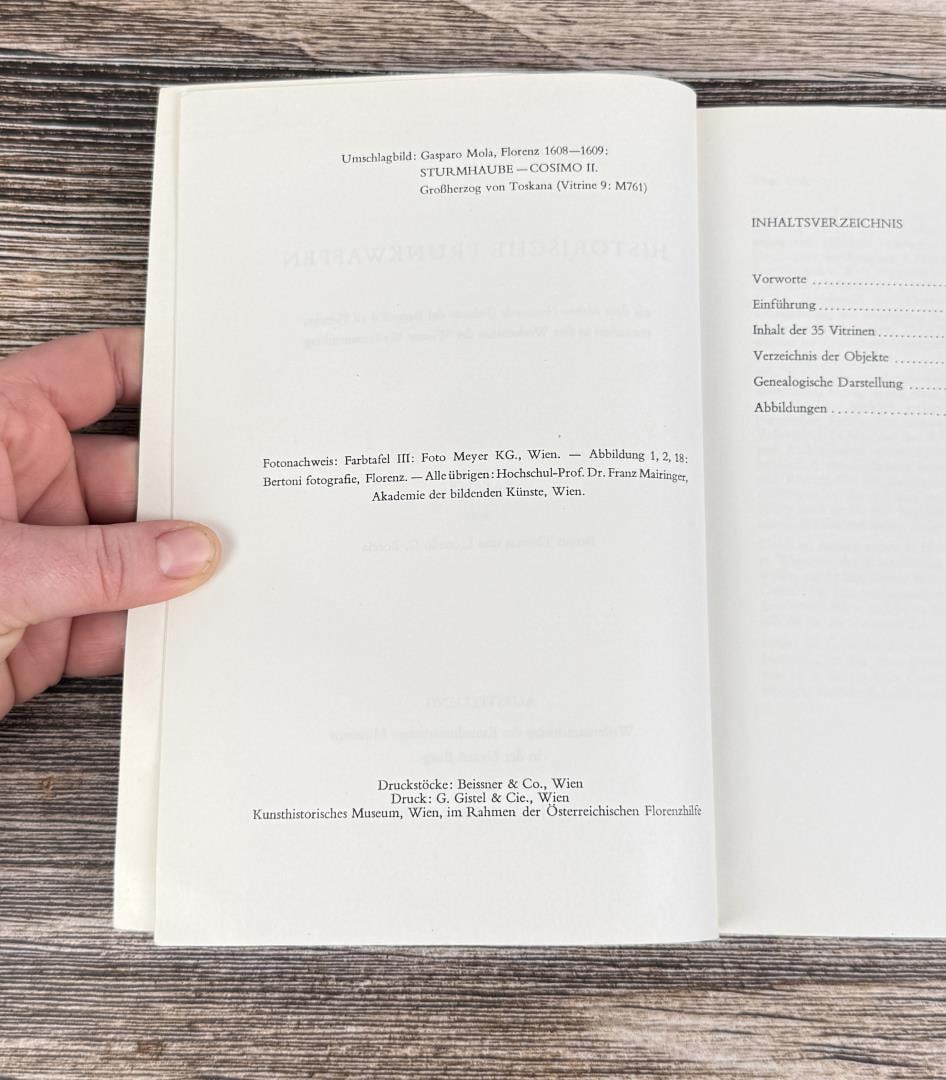 Umschlagbild: Gasparo Mola, Florenz 1608—1609:
STURMHAUBE — COSIMO II.
Großherzog von Toskana (Vitrine 9: M761)
HISTORISCHE PRUNKWAFFEN
Fotonachweis: Farbtafel III: Foto Meyer KG., Wien. — Abbildung 1, 2, 18:
Bertoni fotografie, Florenz. — Alle übrigen: Hochschul-Prof. Dr. Franz Mairinger,
Akademie der bildenden Künste, Wien.
AUSSTELLUNG
Druckstöcke: Beissner & Co., Wien
Druck: G. Gistel & Cie., Wien
Kunsthistorisches Museum, Wien, im Rahmen der Österreichischen Florenzhilfe
INHALTSVERZEICHNIS
Vorworte
Einführung
Inhalt der 35 Vitrinen
Verzeichnis der Objekte
Genealogische Darstellung
Abbildungen